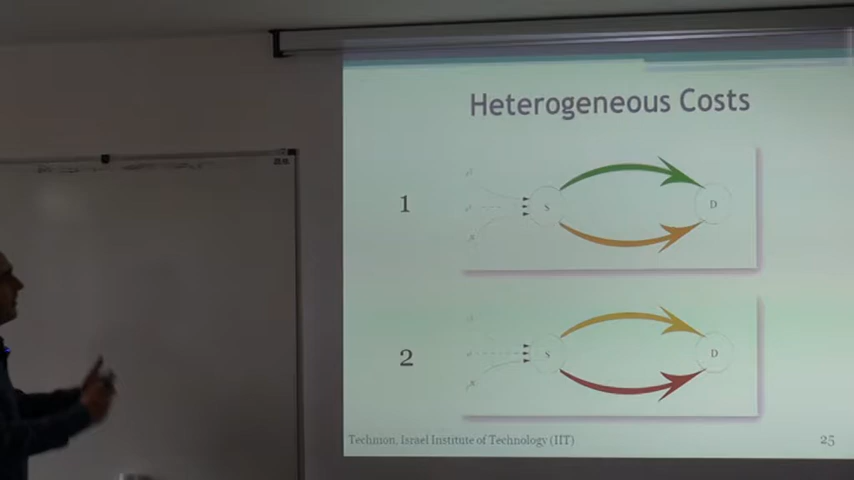 Heterogeneous Costs
1
S
D
2
S
D
Technion, Israel Institute of Technology (IIT)
25